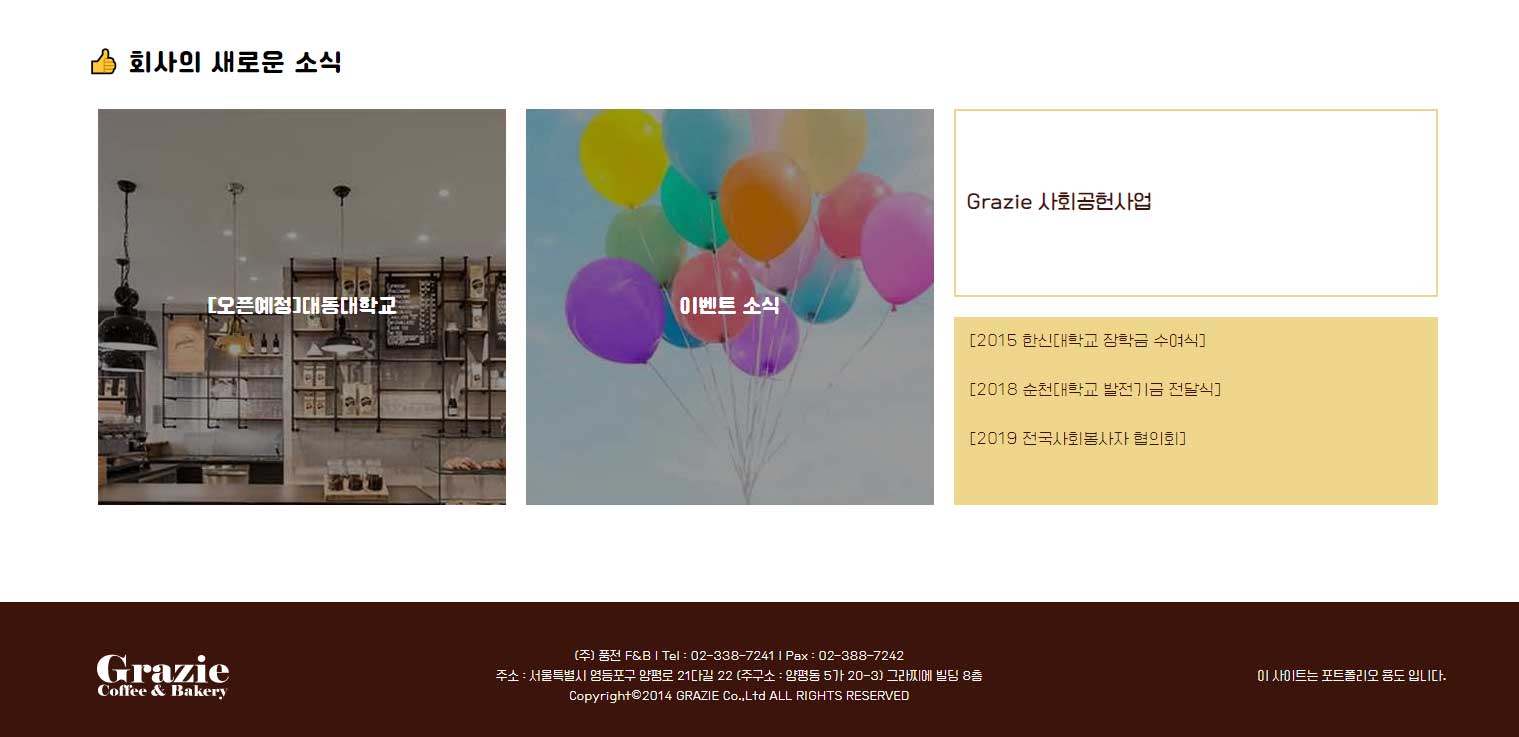 회사의 새로운 소식
[오픈예정]대동대학교
이벤트 소식
Grazie 사회공헌사업
[2015 한신대학교 장학금 수여식]
[2018 순천대학교 발전기금 전달식]
[2019 전국사회봉사자 협의회]
Grazie
Coffee & Bakery
(주) 품전 F&B | Tel : 02-338-7241 | Pax : 02-388-7242
주소 : 서울특별시 영등포구 양평로 21다길 22 (주구소 : 양평동 5가 20-3) 그라찌에 빌딩 8층
Copyright©2014 GRAZIE Co.,Ltd ALL RIGHTS RESERVED
이 사이트는 포트폴리오 용도 입니다.